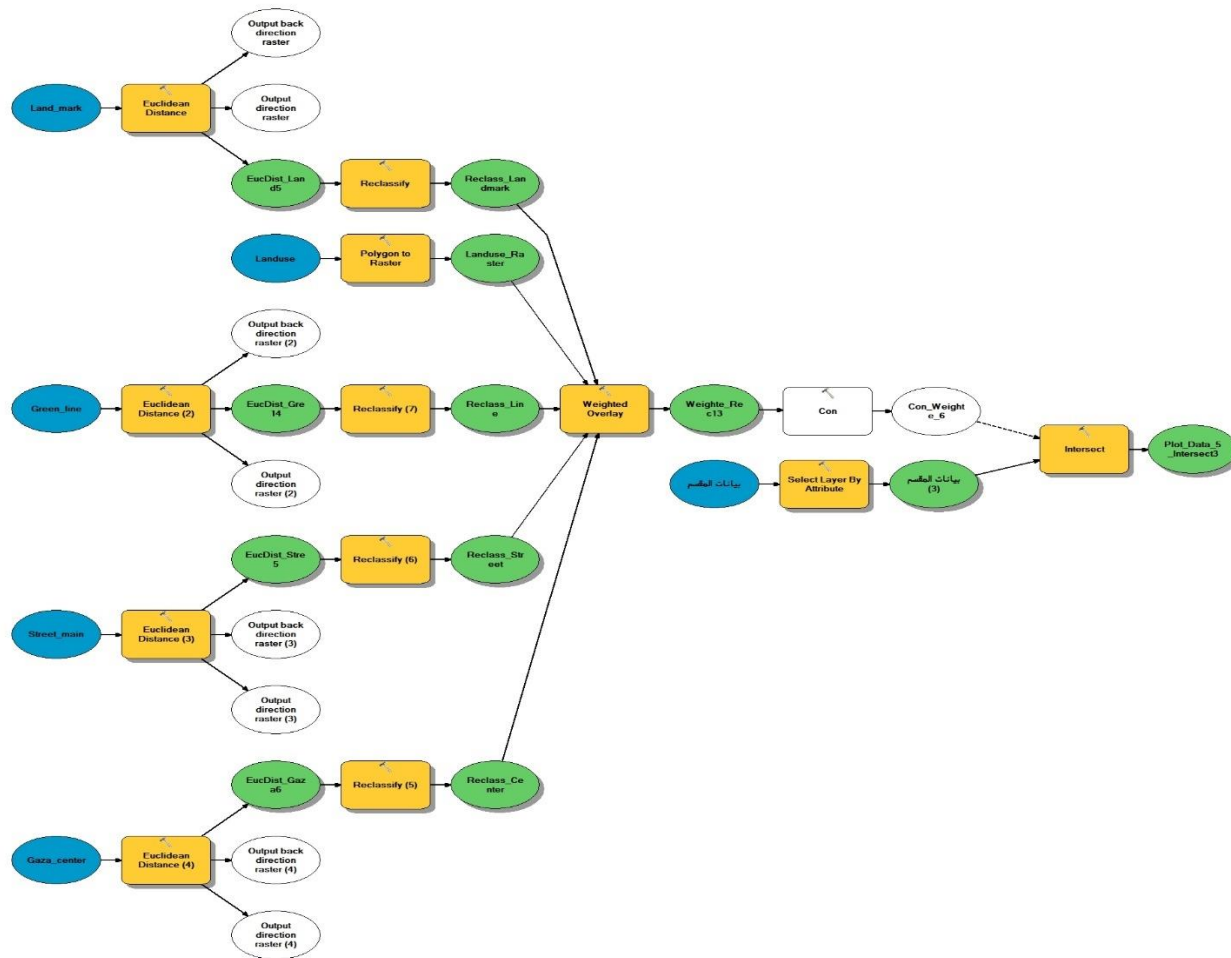 Output back
direction
raster
Land_mark
Euclidean
Distance
Output
direction
raster
EucDist_Lan
d5
Reclassify
Reclass_La
ndmark
Landuse
Polygon to
Raster
Landuse_Ra
ster
Output back
direction
raster (2)
Green_line
Euclidean
Distance (2)
EucDist_Gre
14
Reclassify (7)
Reclass_Lin
e
Weighted
Overlay
Weighte_Re
c13
Con
Con_Weight
e_6
Intersect
Plot_Data_5
_Intersect3
Output
direction
raster (2)
بيانات المقسم
Select Layer By
Attribute
بيانات المقسم
(3)
EucDist_Stre
5
Reclassify (6)
Reclass_Str
eet
Street_main
Euclidean
Distance (3)
Output back
direction
raster (3)
Output
direction
raster (3)
EucDist_Gaz
a6
Reclassify (5)
Reclass_Ce
nter
Gaza_center
Euclidean
Distance (4)
Output back
direction
raster (4)
Output
direction
raster (4)